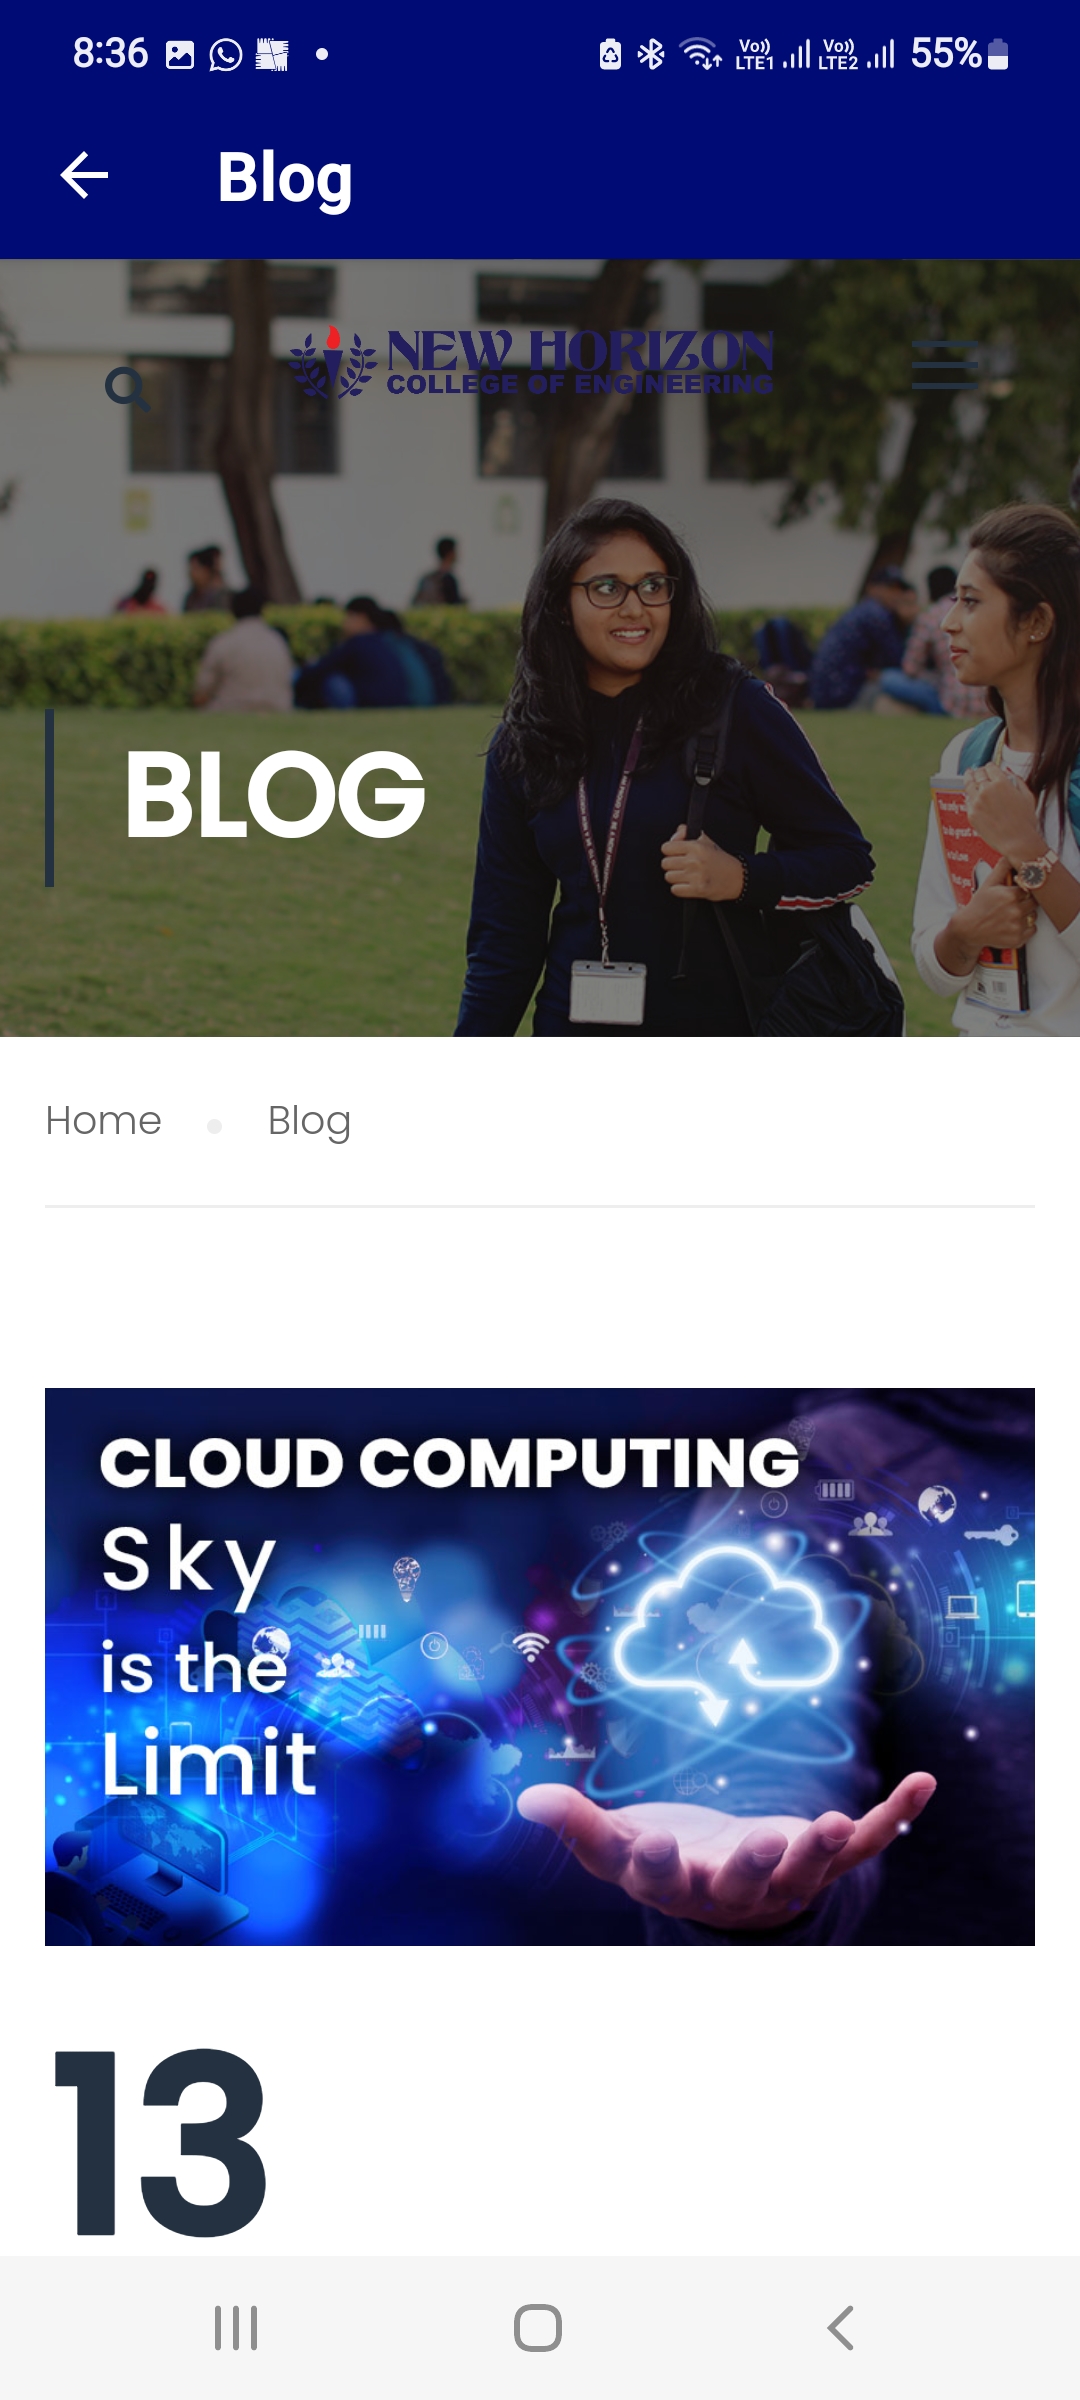 8:36
Vo)) LTE1 Vo)) LTE2 55%
Blog
NEW HORIZON
COLLEGE OF ENGINEERING
BLOG
Home Blog
CLOUD COMPUTING
Sky
is the
Limit
13